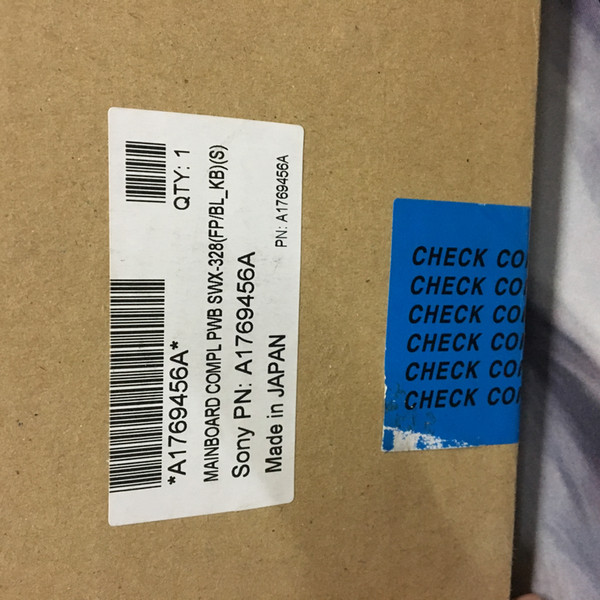 *A1769456A*
QTY: 1
MAINBOARD COMPL PWB SWX-328(FP/BL_KB)(S)
Sony PN: A1769456A
Made in JAPAN
PN: A1769456A
CHECK CO
CHECK CO
CHECK CO
CHECK CO
CHECK CO
CHECK CO